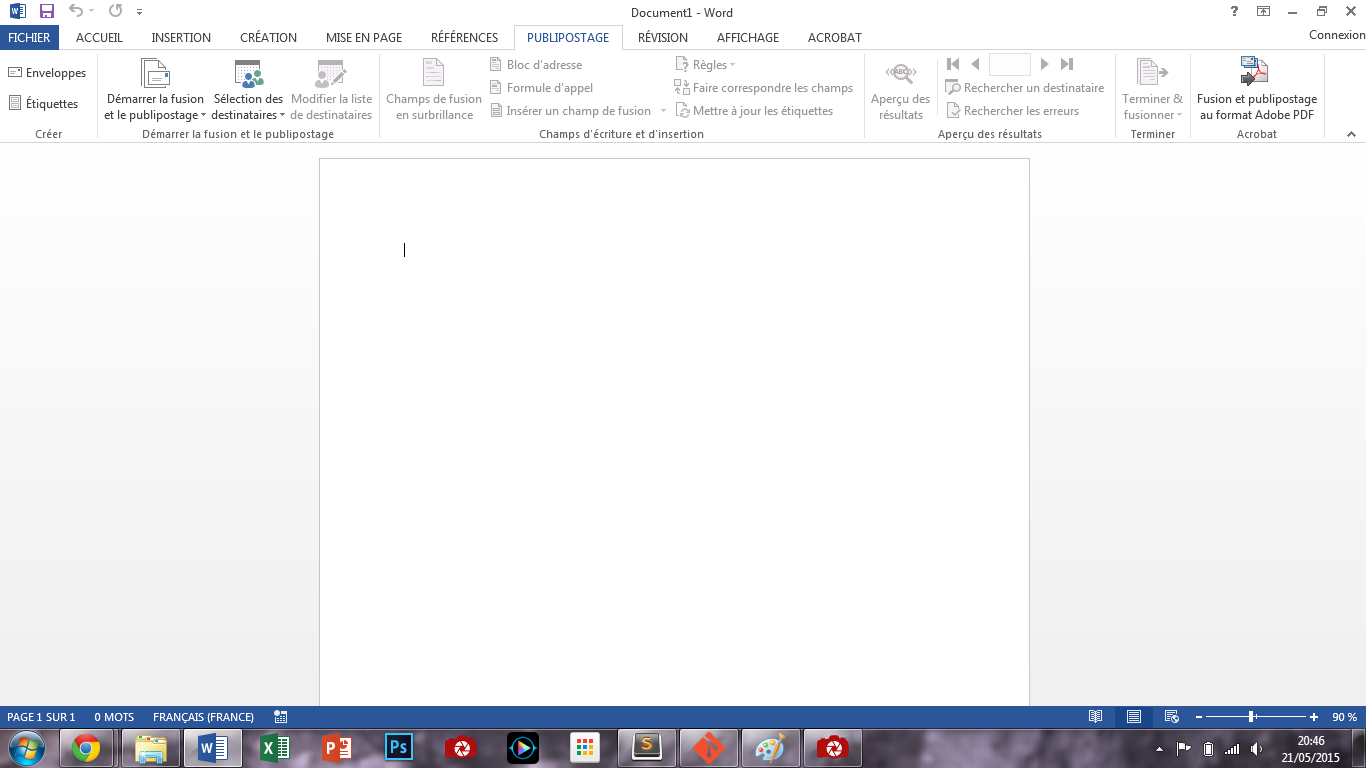 Document1 - Word
?
FICHIER ACCUEIL INSERTION CRÉATION MISE EN PAGE RÉFÉRENCES PUBLIPOSTAGE RÉVISION AFFICHAGE ACROBAT Connexion
Enveloppes
Étiquettes
Créer
Démarrer la fusion
et le publipostage
Sélection des
destinataires
Modifier la liste
de destinataires
Démarrer la fusion et le publipostage
Champs de fusion
en surbrillance
Bloc d'adresse
Formule d'appel
Insérer un champ de fusion
Règles
Faire correspondre les champs
Mettre à jour les étiquettes
Champs d'écriture et d'insertion
ABC
Aperçu des
résultats
Rechercher un destinataire
Rechercher les erreurs
Aperçu des résultats
Terminer &
fusionner
Terminer
Fusion et publipostage
au format Adobe PDF
Acrobat
PAGE 1 SUR 1 0 MOTS FRANÇAIS (FRANCE) 90 %
Ps
S
20:46
21/05/2015